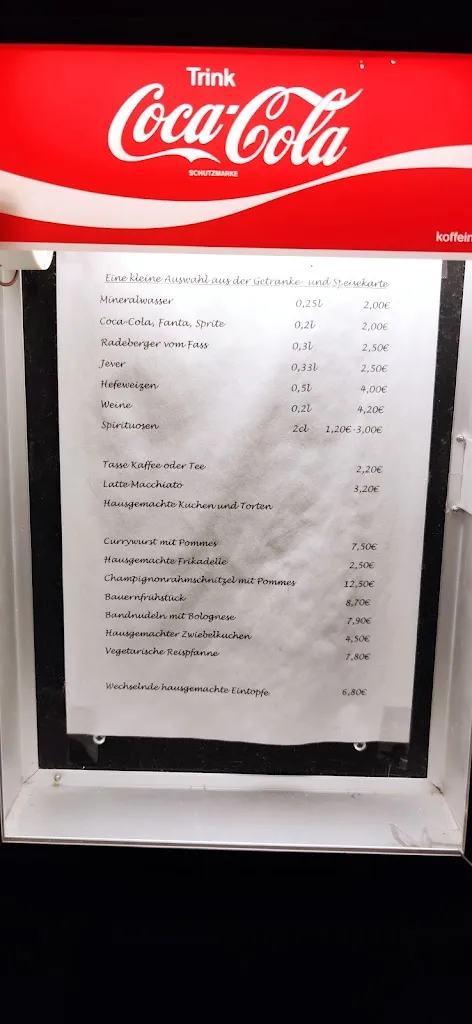 Trink
Coca-Cola
SCHUTZMARKE
koffein
Eine kleine Auswahl aus der Getränke- und Speisekarte
Mineralwasser 0,25l 2,00€
Coca-Cola, Fanta, Sprite 0,2l 2,00€
Radeberger vom Fass 0,3l 2,50€
Jever 0,33l 2,50€
Hefeweizen 0,5l 4,00€
Weine 0,2l 4,20€
Spirituosen 2cl 1,20€-3,00€
Tasse Kaffee oder Tee 2,20€
Latte Macchiato 3,20€
Hausgemachte Kuchen und Torten
Currywurst mit Pommes 7,50€
Hausgemachte Frikadelle 2,50€
Champignonrahmschnitzel mit Pommes 12,50€
Bauernfrühstück 8,70€
Bandnudeln mit Bolognese 7,90€
Hausgemachter Zwiebelkuchen 4,50€
Vegetarische Reispfanne 7,80€
Wechselnde hausgemachte Eintöpfe 6,80€